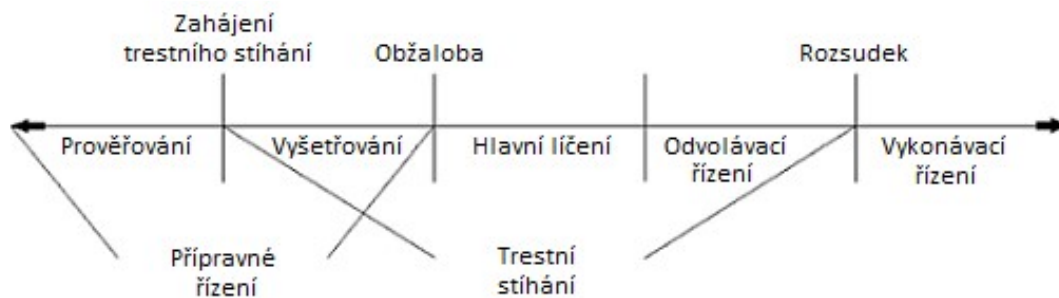 Zahájení
trestního stíhání
Obžaloba
Rozsudek
Prověřování
Vyšetřování
Hlavní líčení
Odvolávací
řízení
Vykonávací
řízení
Přípravné
řízení
Trestní
stíhání